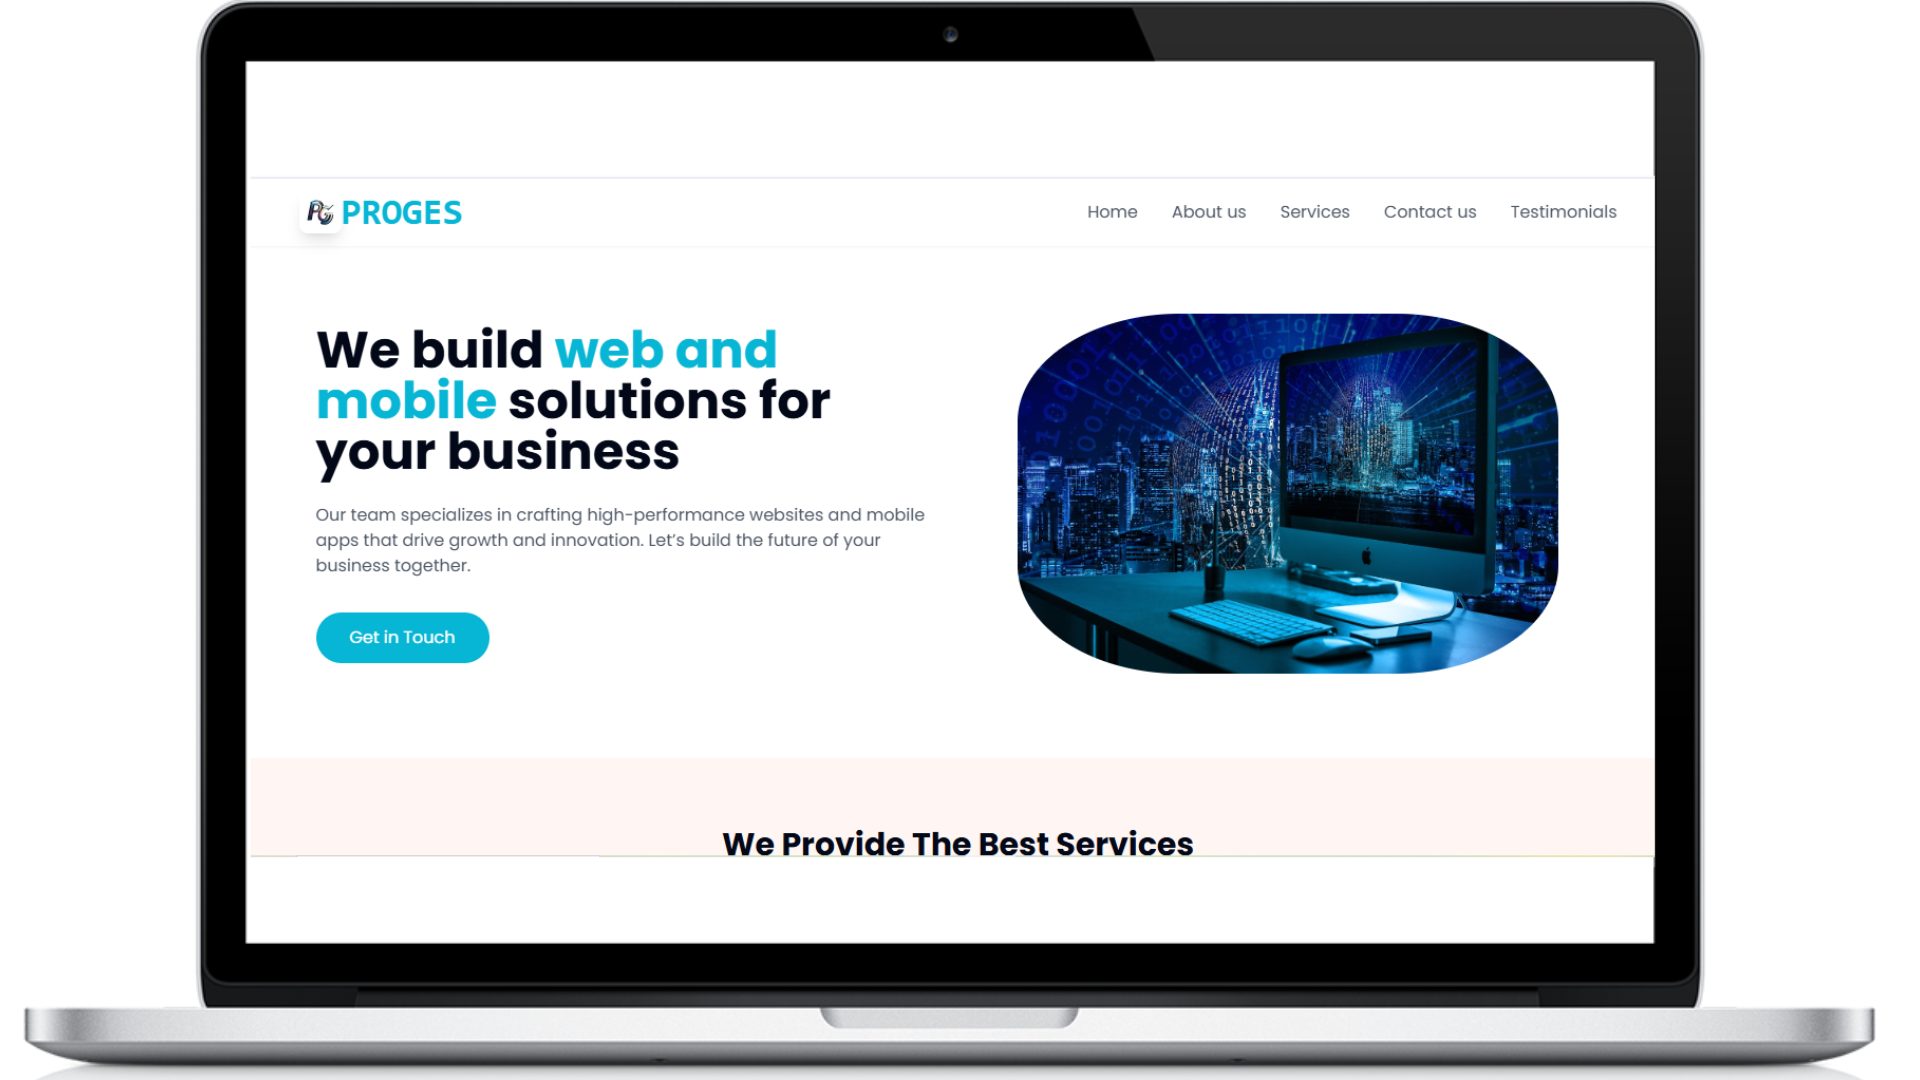 PG PROGES
Home About us Services Contact us Testimonials
We build web and
mobile solutions for
your business
Our team specializes in crafting high-performance websites and mobile
apps that drive growth and innovation. Let’s build the future of your
business together.
Get in Touch
We Provide The Best Services